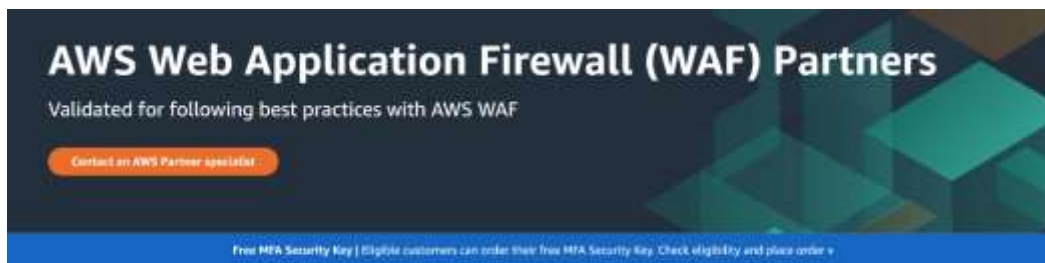 AWS Web Application Firewall (WAF) Partners
Validated for following best practices with AWS WAF
Contact an AWS Partner specialist
Free MFA Security Key | Eligible customers can order their free MFA Security Key. Check eligibility and place order »